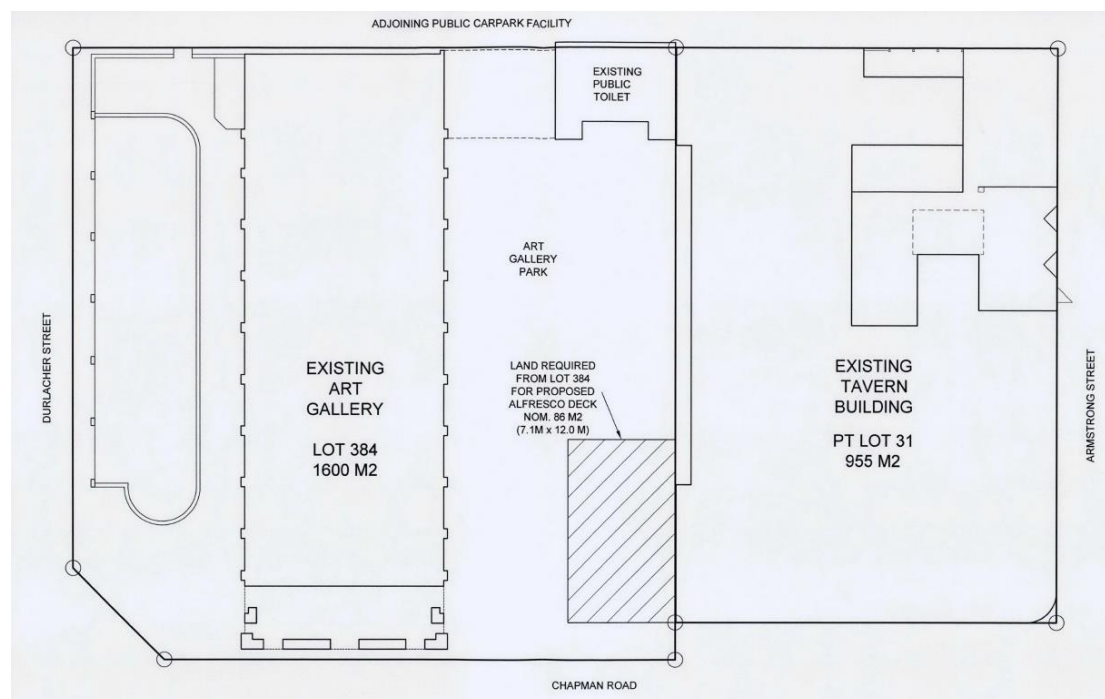 ADJOINING PUBLIC CARPARK FACILITY
EXISTING
PUBLIC
TOILET
ART
GALLERY
PARK
DURLACHER STREET
EXISTING
ART
GALLERY
LOT 384
1600 M2
LAND REQUIRED
FROM LOT 384
FOR PROPOSED
ALFRESCO DECK
NOM. 86 M2
(7.1M x 12.0 M)
EXISTING
TAVERN
BUILDING
PT LOT 31
955 M2
ARMSTRONG STREET
CHAPMAN ROAD